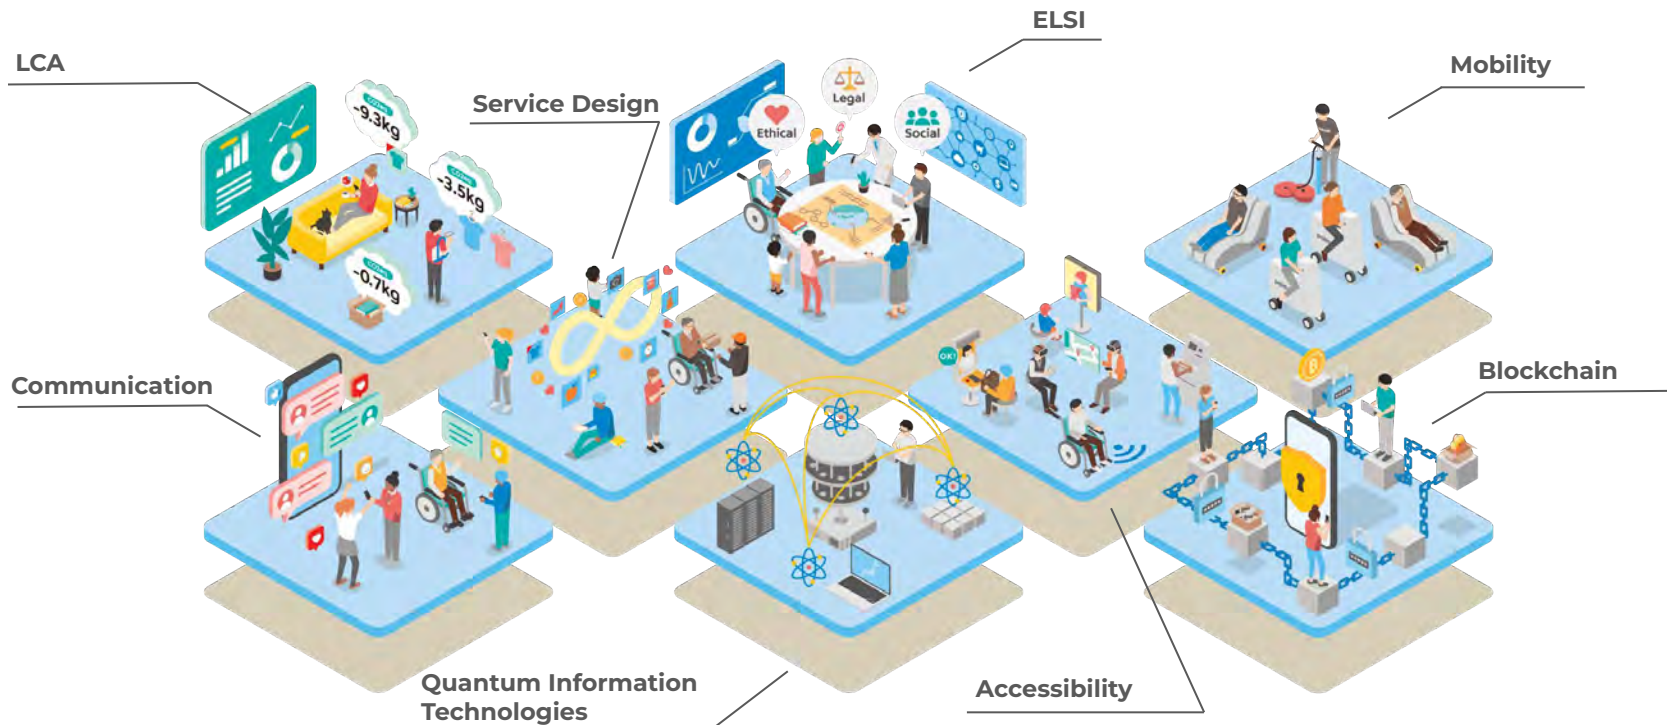 ELSI
LCA
Mobility
Service Design
-9.3kg
Legal
Ethical
Social
-3.5kg
-0.7kg
OK!
Communication
Blockchain
Quantum Information
Technologies
Accessibility